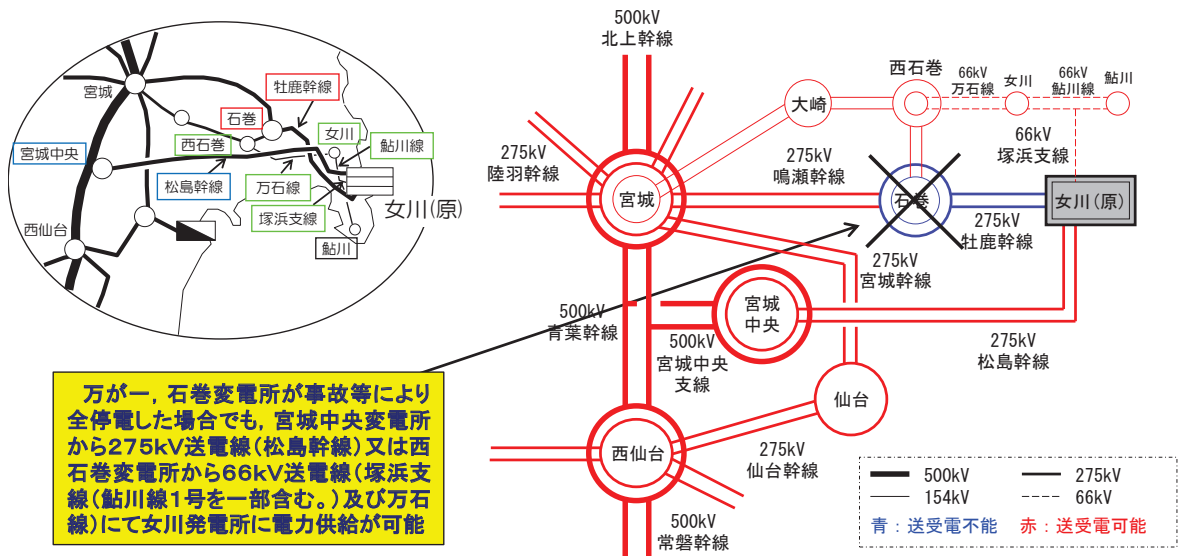 宮城
牡鹿幹線
石巻
女川
宮城中央
西石巻
鮎川線
松島幹線
万石線
塚浜支線
女川(原)
西仙台
鮎川
500kV
北上幹線
西石巻
66kV
万石線
女川
66kV
鮎川線
鮎川
大崎
66kV
塚浜支線
275kV
陸羽幹線
宮城
275kV
鳴瀬幹線
石巻
女川(原)
275kV
牡鹿幹線
275kV
宮城幹線
500kV
青葉幹線
宮城
中央
500kV
宮城中央
支線
275kV
松島幹線
仙台
西仙台
275kV
仙台幹線
500kV
常磐幹線
万が一,石巻変電所が事故等により
全停電した場合でも,宮城中央変電所
から275kV送電線(松島幹線)又は西
石巻変電所から66kV送電線(塚浜支
線(鮎川線1号を一部含む。)及び万石
線)にて女川発電所に電力供給が可能
500kV 275kV
154kV 66kV
青:送受電不能 赤:送受電可能